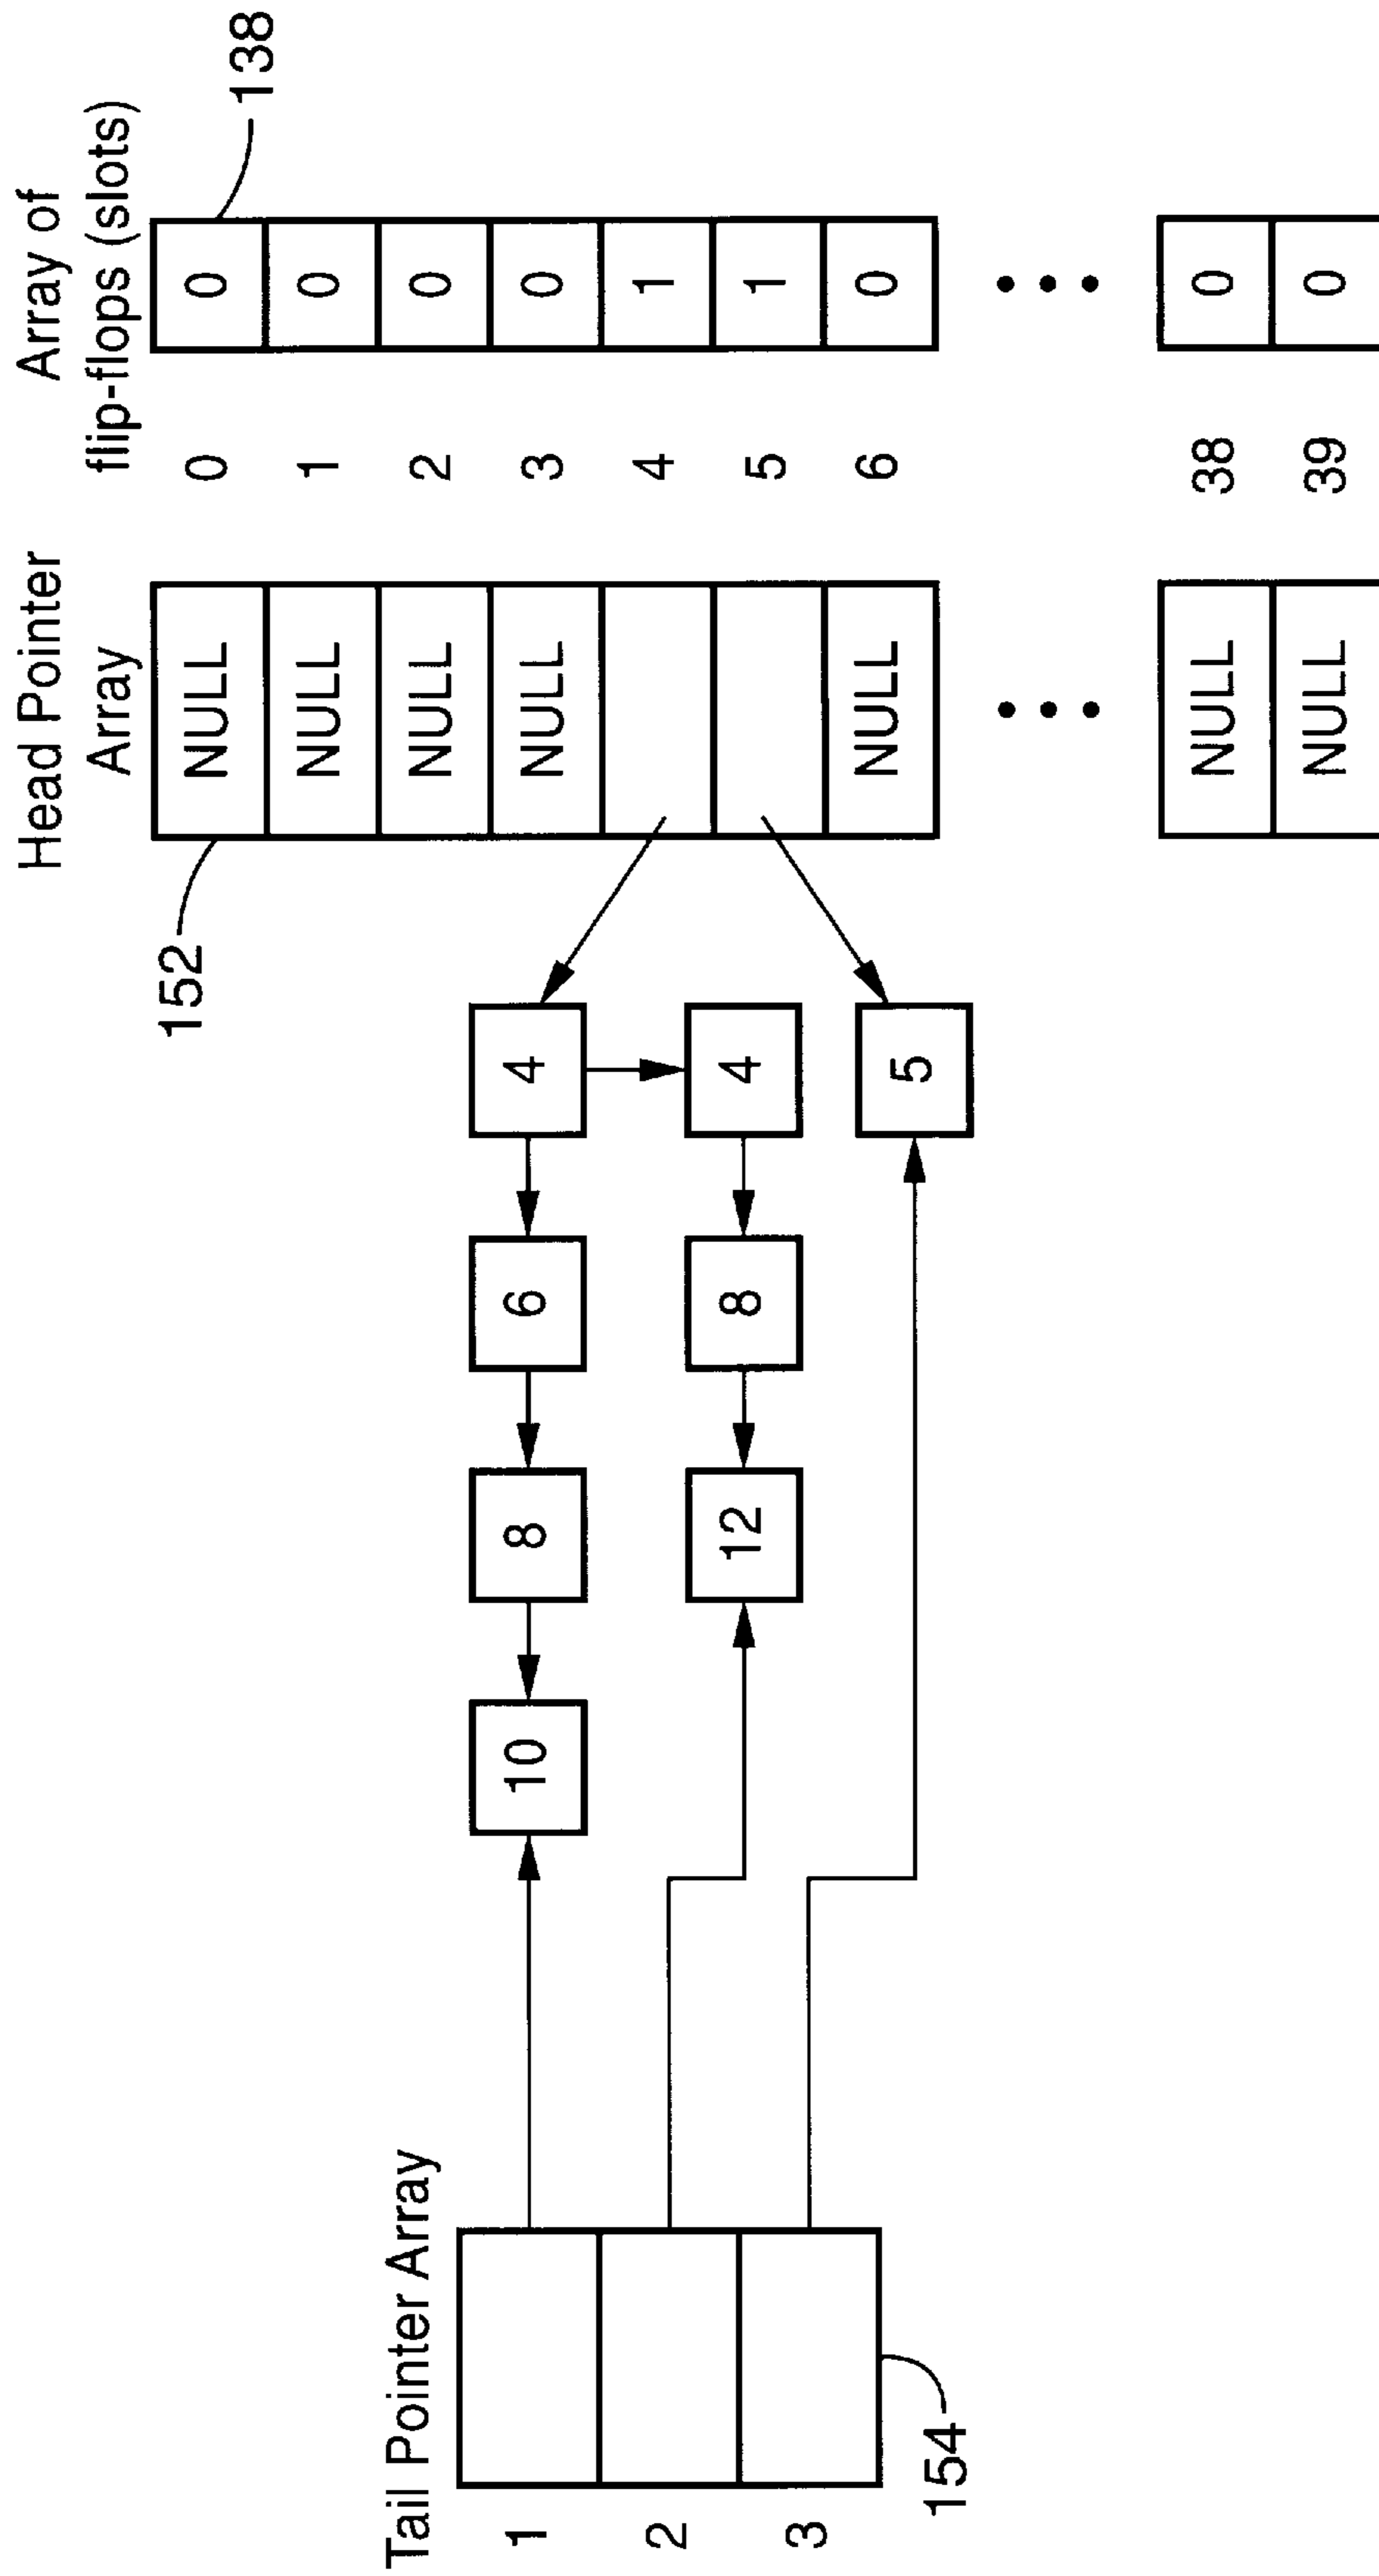 Tail Pointer Array
1
2
3
154
10
8
6
4
12
8
4
5
Head Pointer
Array
152
NULL
NULL
NULL
NULL
NULL
NULL
NULL
Array of
flip-flops (slots)
138
0 0
1 0
2 0
3 0
4 1
5 1
6 0
38 0
39 0